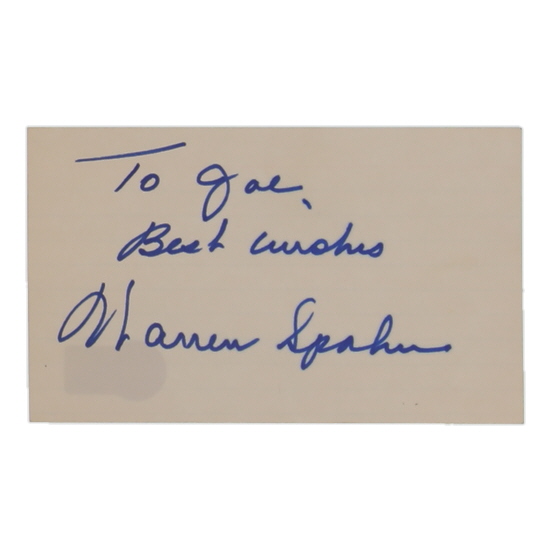 To Joe,
Best wishes
Warren Spahn